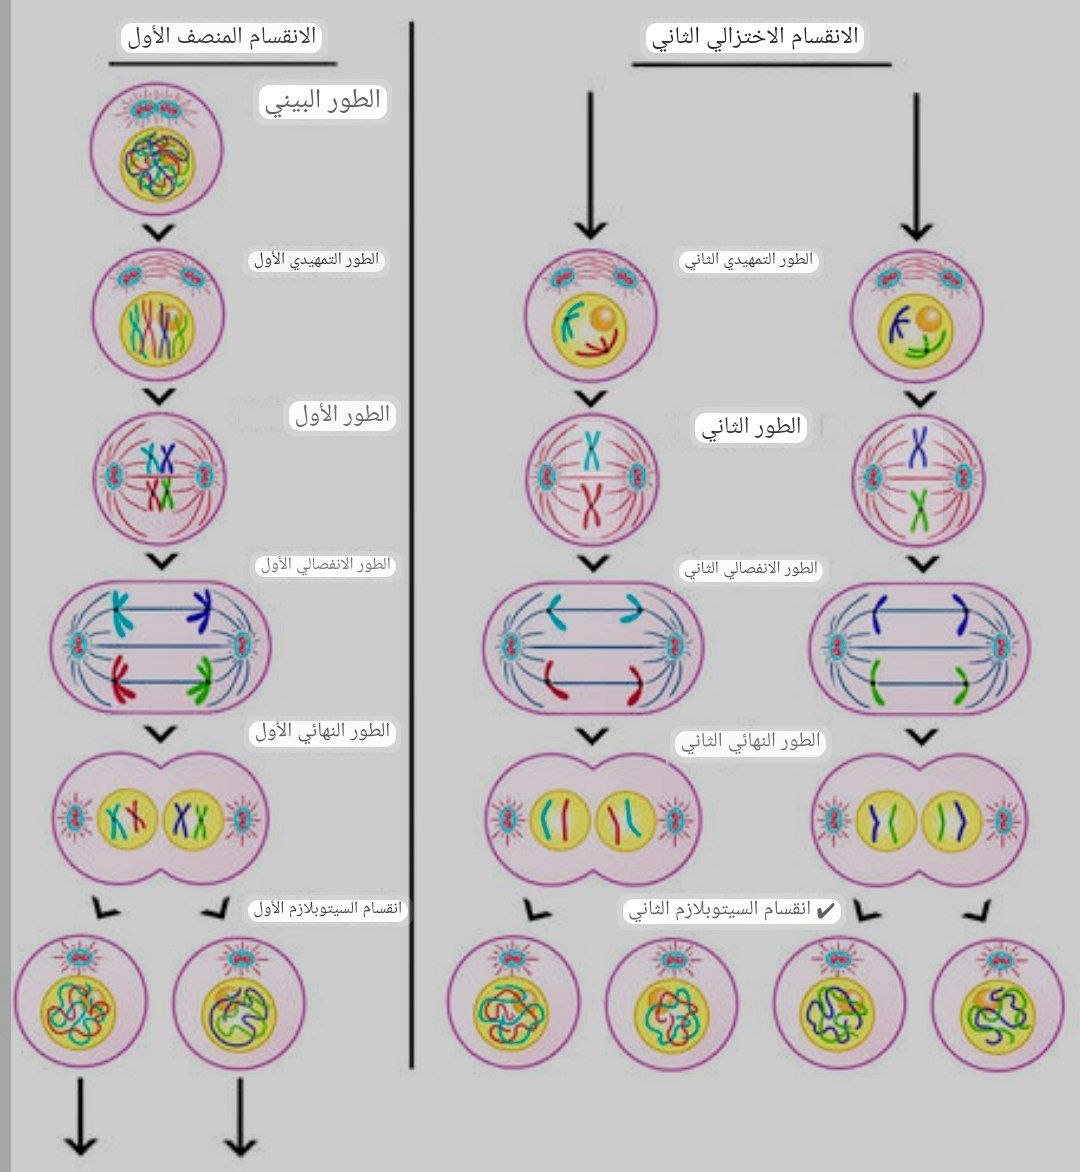 الانقسام المنصف الأول
الطور البيني
الطور التمهيدي الأول
الطور الأول
الطور الانفصالي الأول
الطور النهائي الأول
انقسام السيتوبلازم الأول
الانقسام الاختزالي الثاني
الطور التمهيدي الثاني
الطور الثاني
الطور الانفصالي الثاني
الطور النهائي الثاني
✔ انقسام السيتوبلازم الثاني